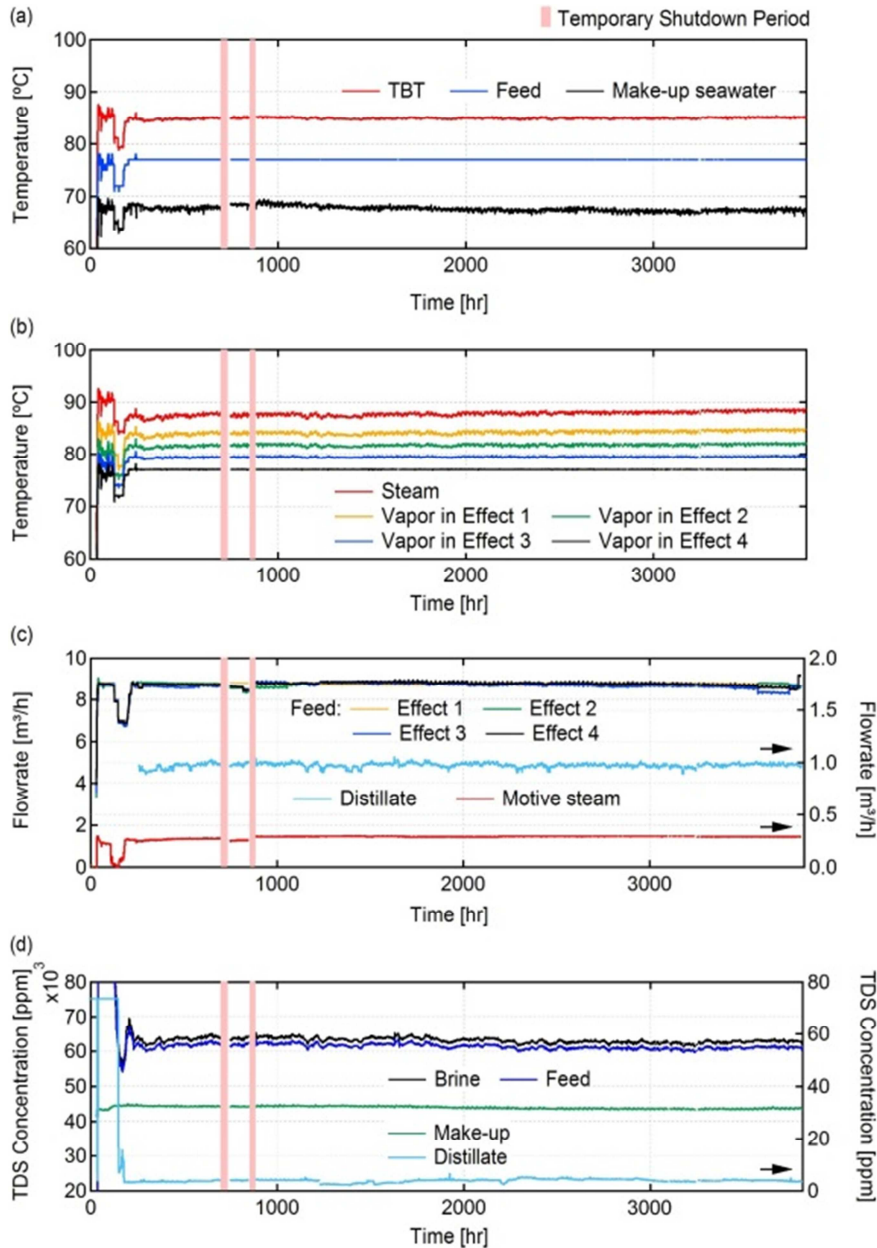 (a)
Temporary Shutdown Period
100
90
80
70
60
Temperature [ºC]
TBT Feed Make-up seawater
0 1000 2000 3000
Time [hr]
(b)
100
90
80
70
60
Temperature [ºC]
Steam
Vapor in Effect 1 Vapor in Effect 2
Vapor in Effect 3 Vapor in Effect 4
0 1000 2000 3000
Time [hr]
(c)
10
8
6
4
2
0
Flowrate [m³/h]
Feed: Effect 1 Effect 2
Effect 3 Effect 4
Distillate Motive steam
2.0
1.5
1.0
0.5
0.0
Flowrate [m³/h]
0 1000 2000 3000
Time [hr]
(d)
80
70
60
50
40
30
20
TDS Concentration [ppm]
x10³
Brine Feed
Make-up
Distillate
80
60
40
20
0
TDS Concentration [ppm]
0 1000 2000 3000
Time [hr]